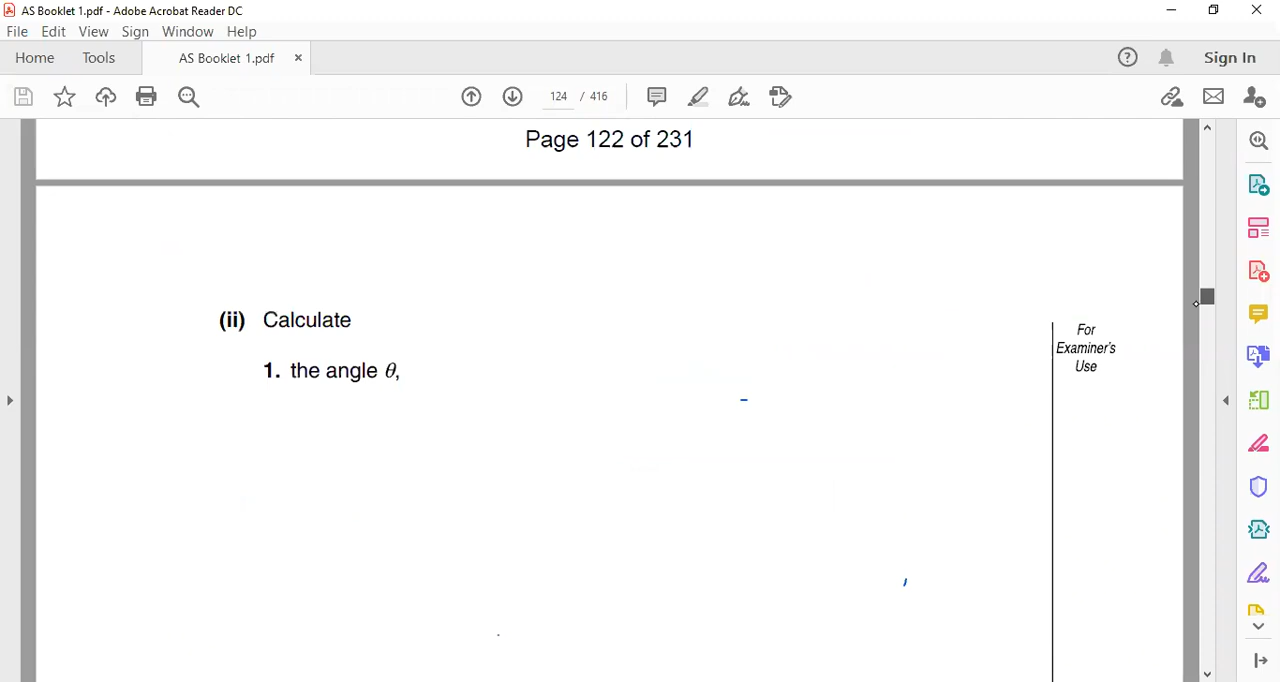 AS Booklet 1.pdf - Adobe Acrobat Reader DC
File Edit View Sign Window Help
Home Tools AS Booklet 1.pdf × Sign In
124 / 416
Page 122 of 231
(ii) Calculate
For
Examiner's
Use
1. the angle θ,